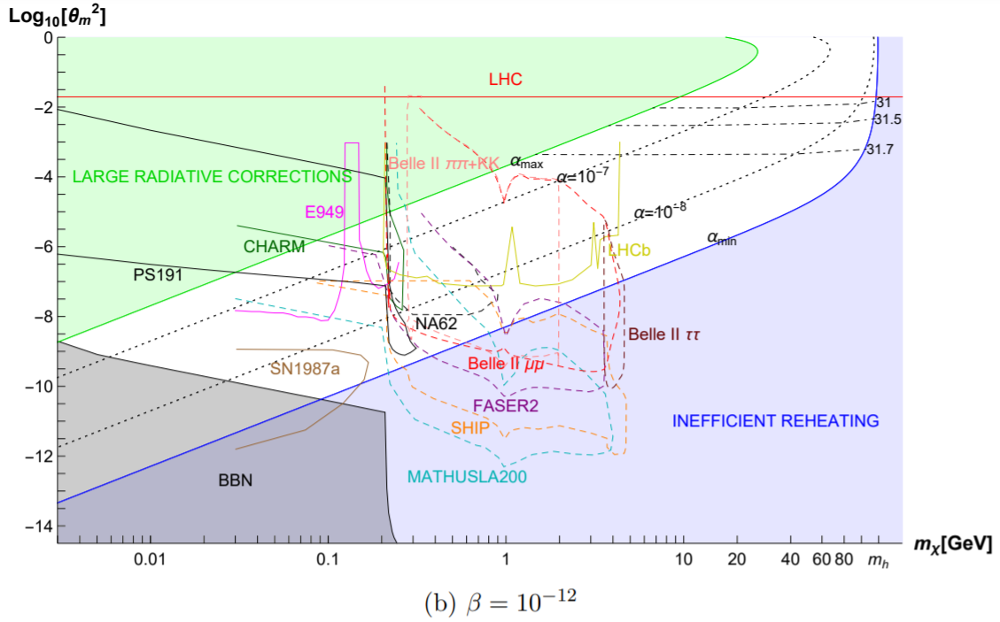 Log₁₀[θₘ²]
0
LHC
−2
31
31.5
31.7
Belle II ππ+KK
αmax
−4
LARGE RADIATIVE CORRECTIONS
α=10⁻⁷
E949
α=10⁻⁸
CHARM
αmin
−6
LHCb
PS191
−8
NA62
Belle II ττ
SN1987a
Belle II μμ
−10
FASER2
SHIP
INEFFICIENT REHEATING
−12
MATHUSLA200
BBN
−14
mχ[GeV]
0.01 0.1 1 10 20 40 60 80 mₕ
(b) β = 10⁻¹²